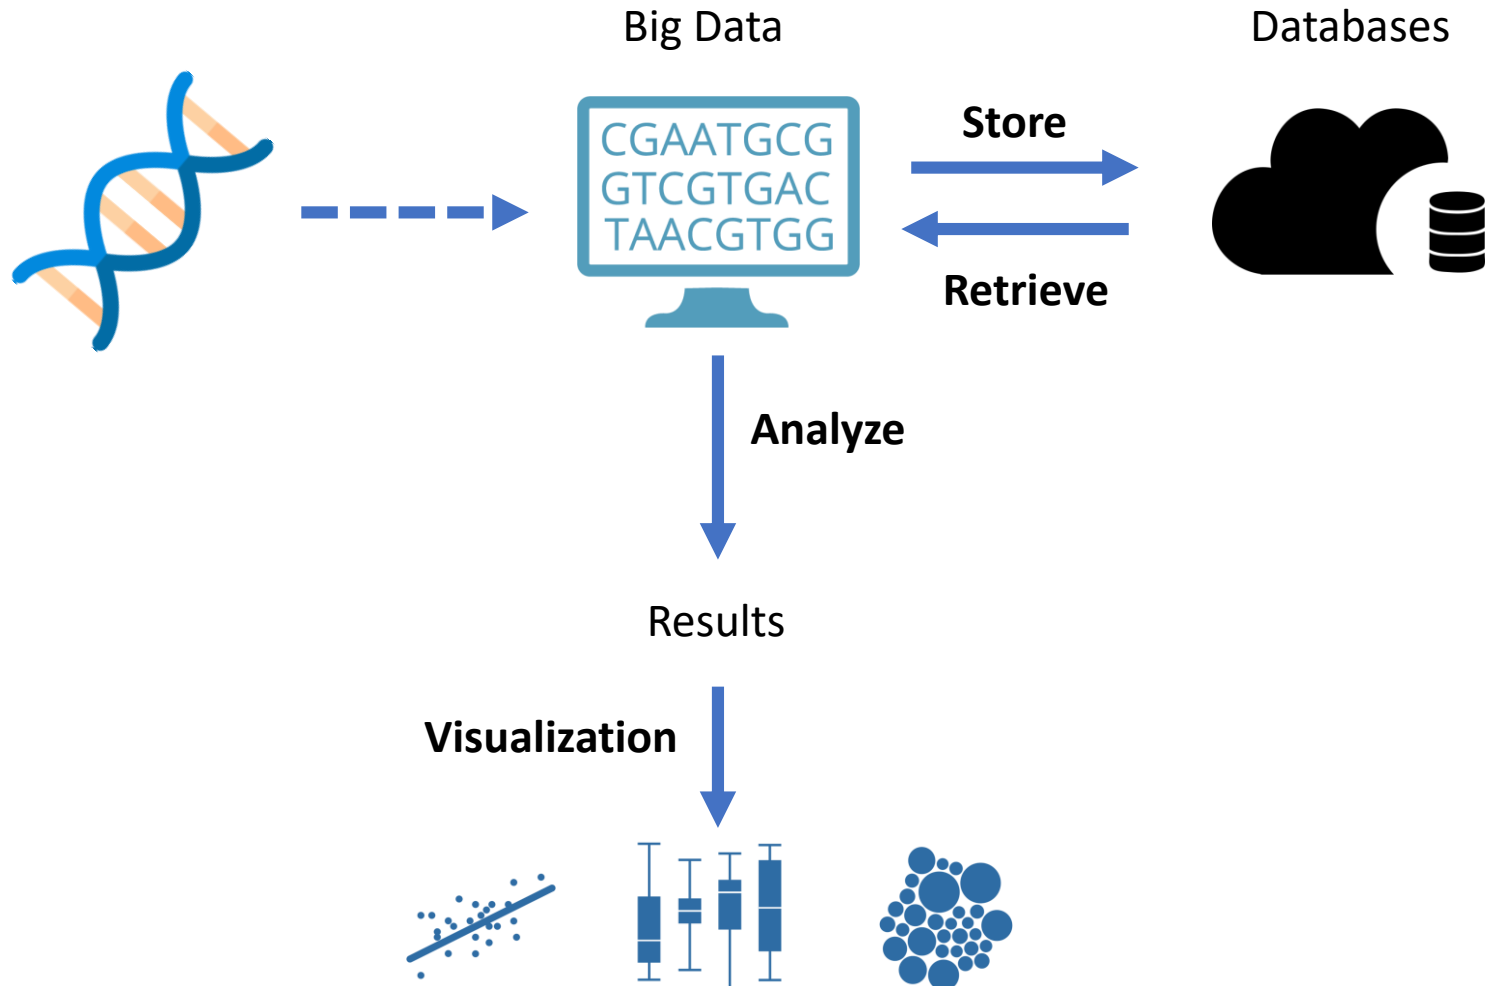 Big Data
Databases
CGAATGCG
GTCGTGAC
TAACGTGG
Store
Retrieve
Analyze
Results
Visualization